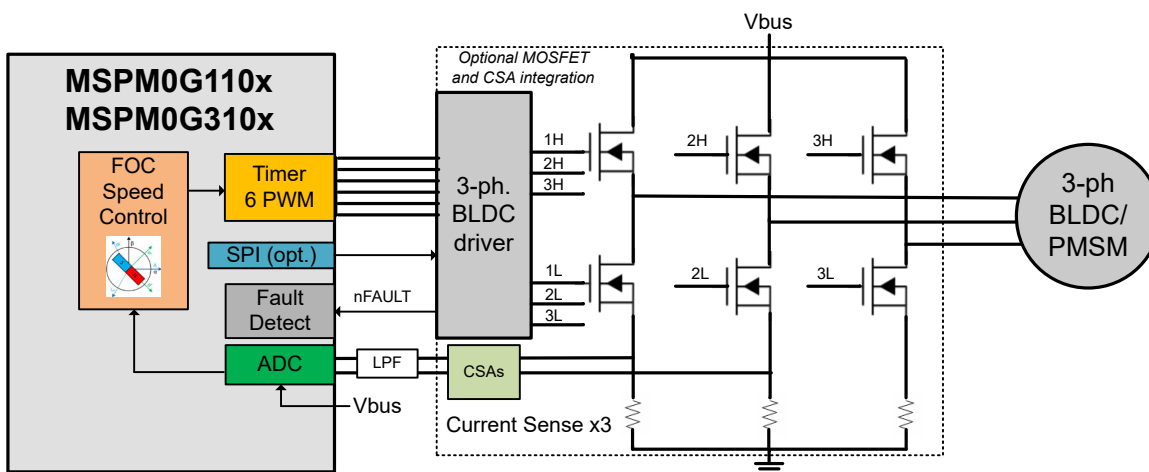 Vbus
Optional MOSFET
and CSA integration
MSPM0G110x
MSPM0G310x
FOC
Speed
Control
Timer
6 PWM
SPI (opt.)
Fault
Detect
nFAULT
ADC
LPF
CSAs
Vbus
3-ph.
BLDC
driver
1H
2H
3H
1L
2L
3L
2H
3H
2L
3L
Current Sense x3
3-ph
BLDC/
PMSM